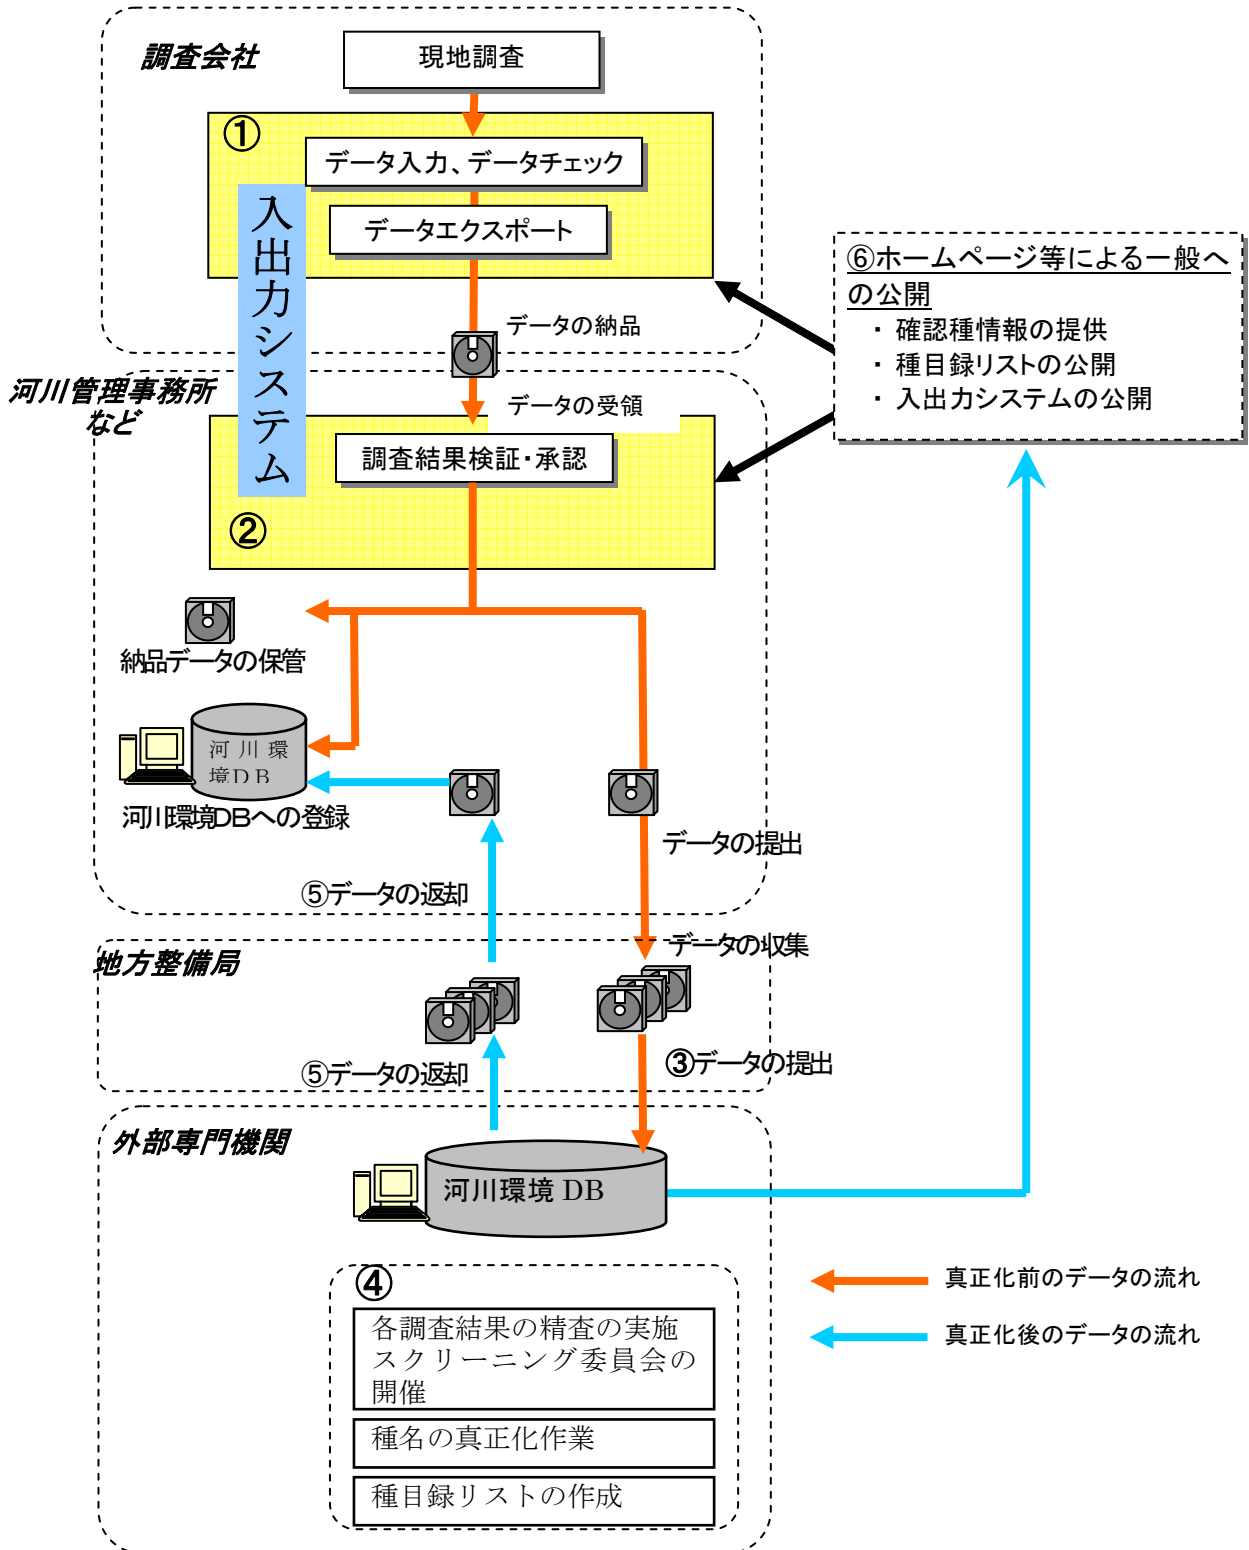 調査会社
現地調査
①
データ入力、データチェック
データエクスポート
入出力システム
データの納品
⑥ホームページ等による一般へ
の公開
・ 確認種情報の提供
・ 種目録リストの公開
・ 入出力システムの公開
河川管理事務所
など
データの受領
調査結果検証・承認
②
納品データの保管
河川環
境DB
河川環境DBへの登録
データの提出
⑤データの返却
地方整備局
データの収集
⑤データの返却
③データの提出
外部専門機関
河川環境 DB
④
各調査結果の精査の実施
スクリーニング委員会の
開催
種名の真正化作業
種目録リストの作成
真正化前のデータの流れ
真正化後のデータの流れ